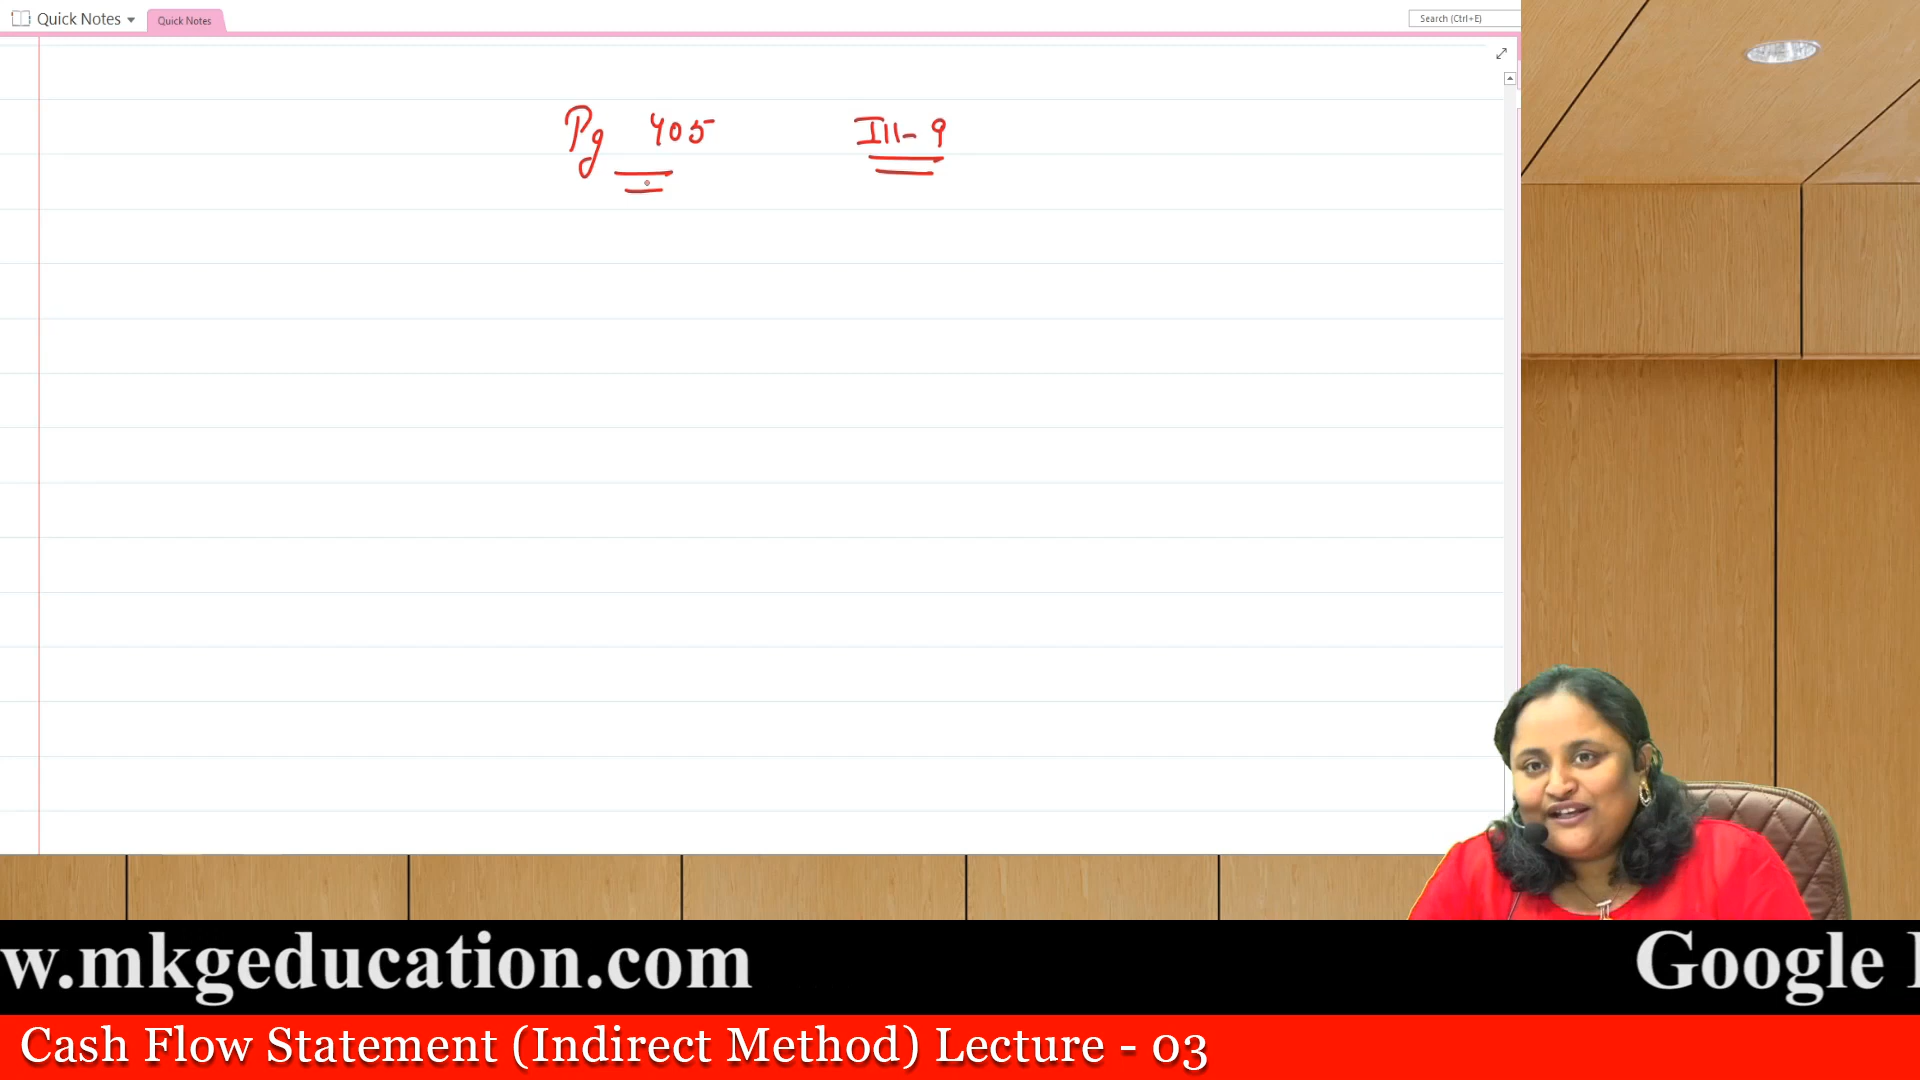 Quick Notes Quick Notes Search (Ctrl+E)
Pg 405 Ill-9
w.mkgeducation.com Google
Cash Flow Statement (Indirect Method) Lecture - 03